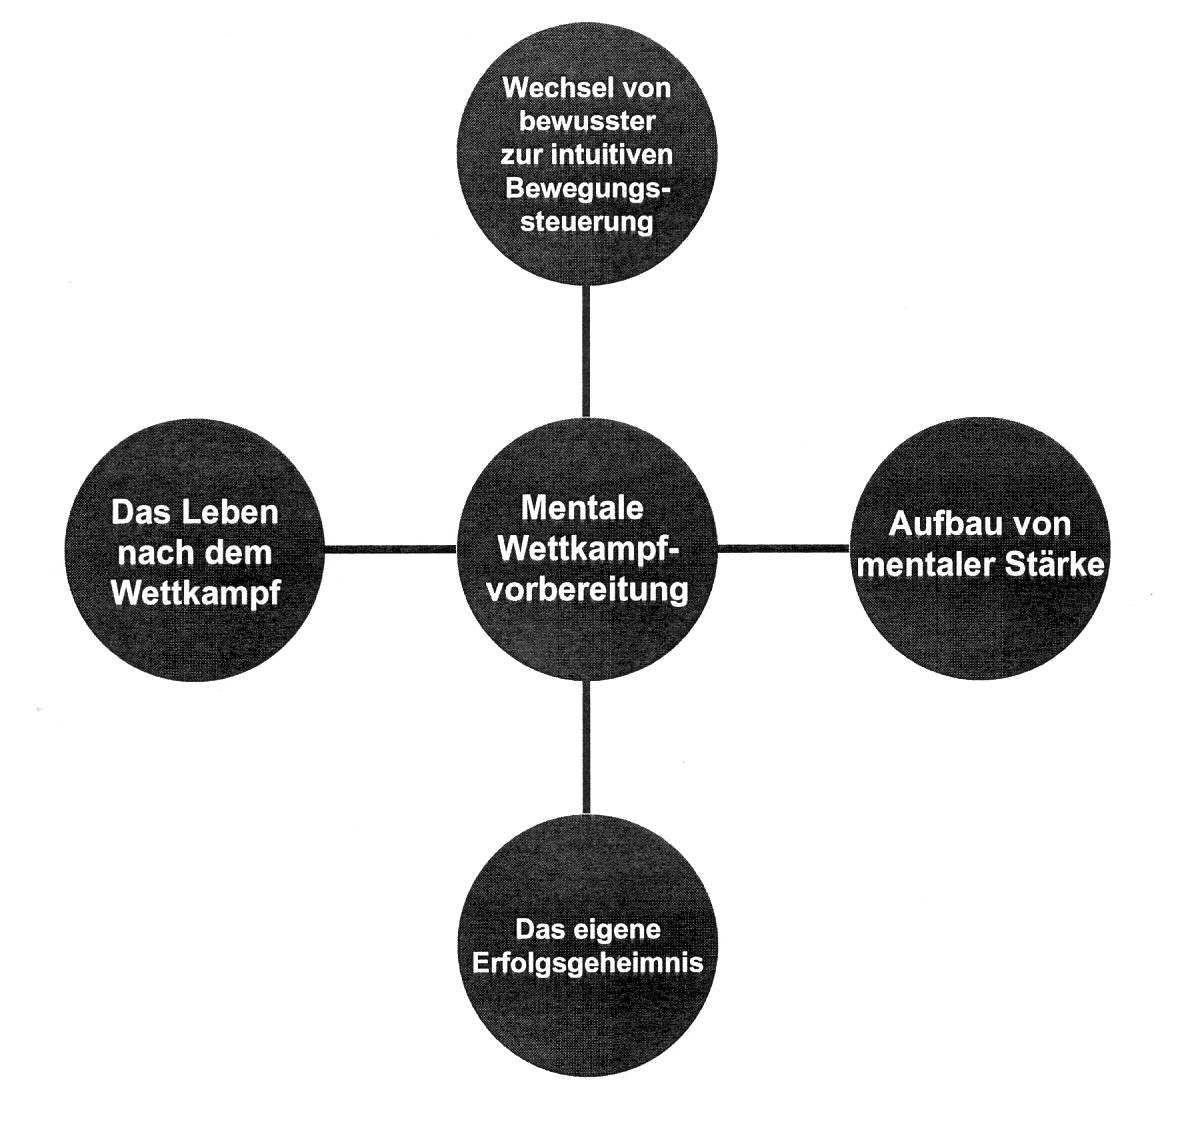 Wechsel von
bewusster
zur intuitiven
Bewegungs-
steuerung
Das Leben
nach dem
Wettkampf
Mentale
Wettkampf-
vorbereitung
Aufbau von
mentaler Stärke
Das eigene
Erfolgsgeheimnis